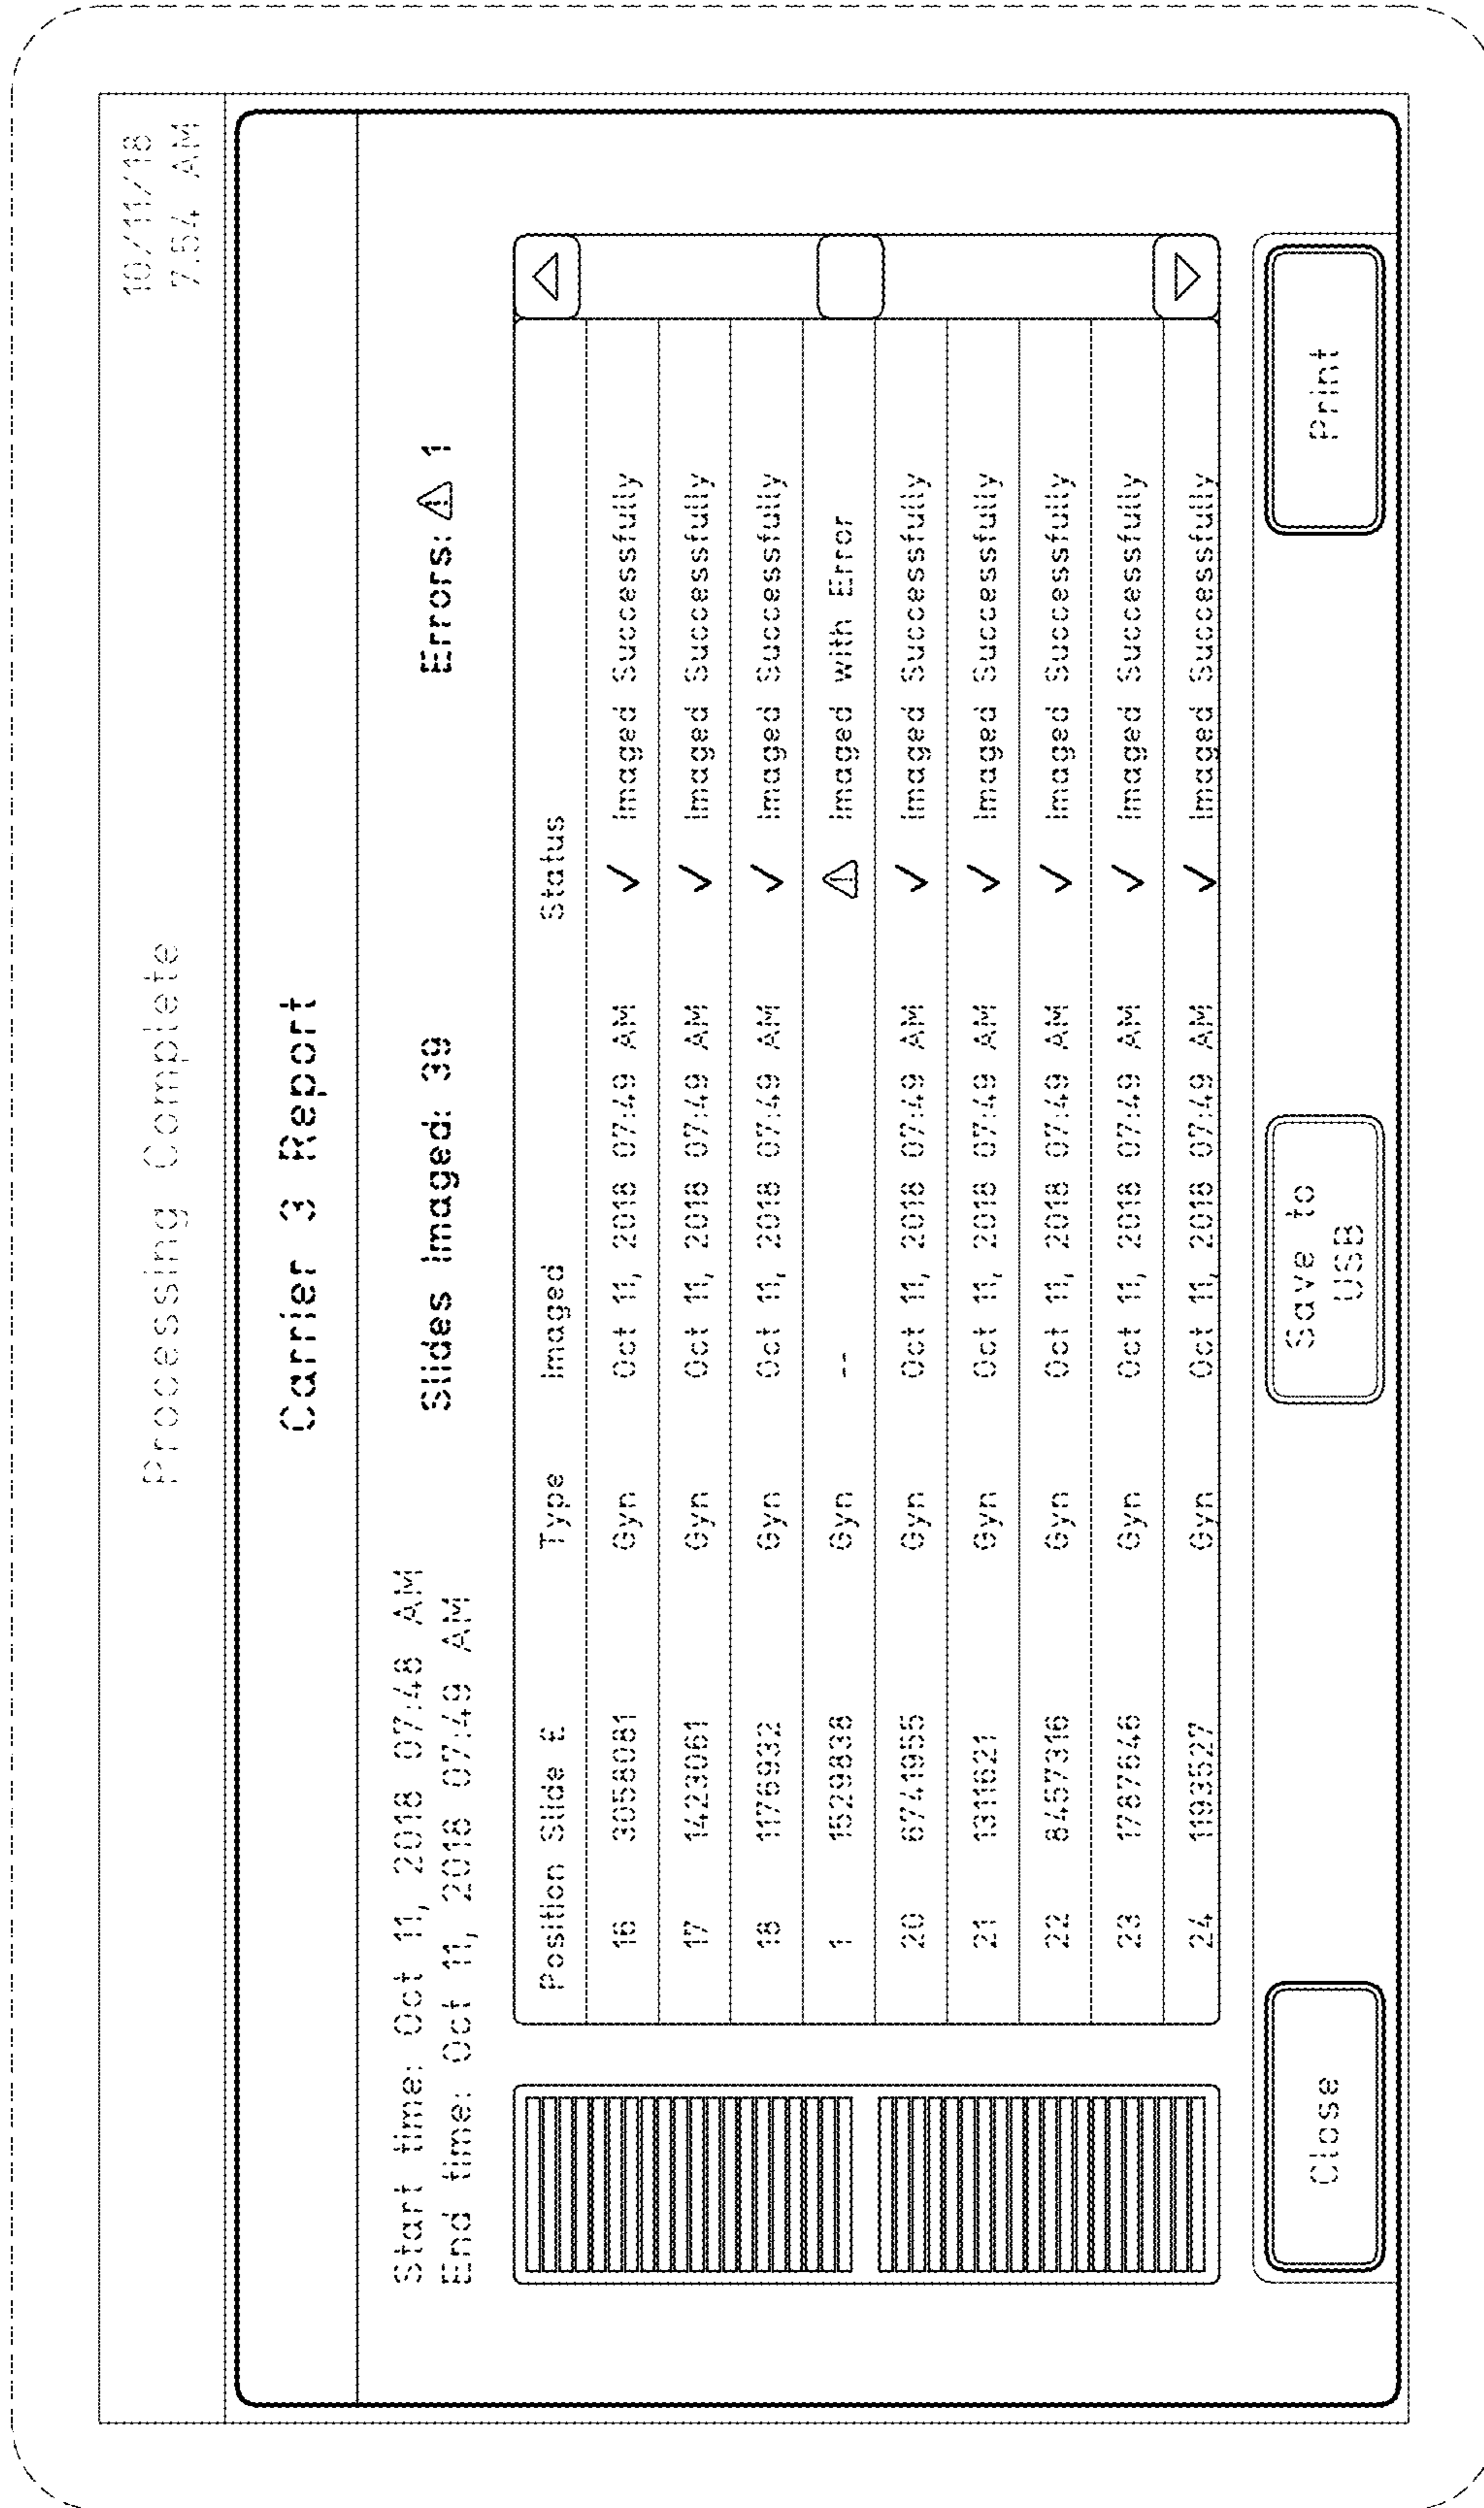 Processing Complete
10/11/18
7:54 AM
Carrier 3 Report
Start time: Oct 11, 2018 07:48 AM
End time: Oct 11, 2018 07:49 AM
Slides Imaged: 39
Errors: 1
Position Slide E Type Imaged Status
16 3058081 Gyn Oct 11, 2018 07:49 AM ✓ Imaged Successfully
17 1423061 Gyn Oct 11, 2018 07:49 AM ✓ Imaged Successfully
18 1176932 Gyn Oct 11, 2018 07:49 AM ✓ Imaged Successfully
1 1529838 Gyn -- Imaged with Error
20 6741955 Gyn Oct 11, 2018 07:49 AM ✓ Imaged Successfully
21 1311621 Gyn Oct 11, 2018 07:49 AM ✓ Imaged Successfully
22 8457316 Gyn Oct 11, 2018 07:49 AM ✓ Imaged Successfully
23 1787646 Gyn Oct 11, 2018 07:49 AM ✓ Imaged Successfully
24 1193527 Gyn Oct 11, 2018 07:49 AM ✓ Imaged Successfully
Close
Save to
USB
Print